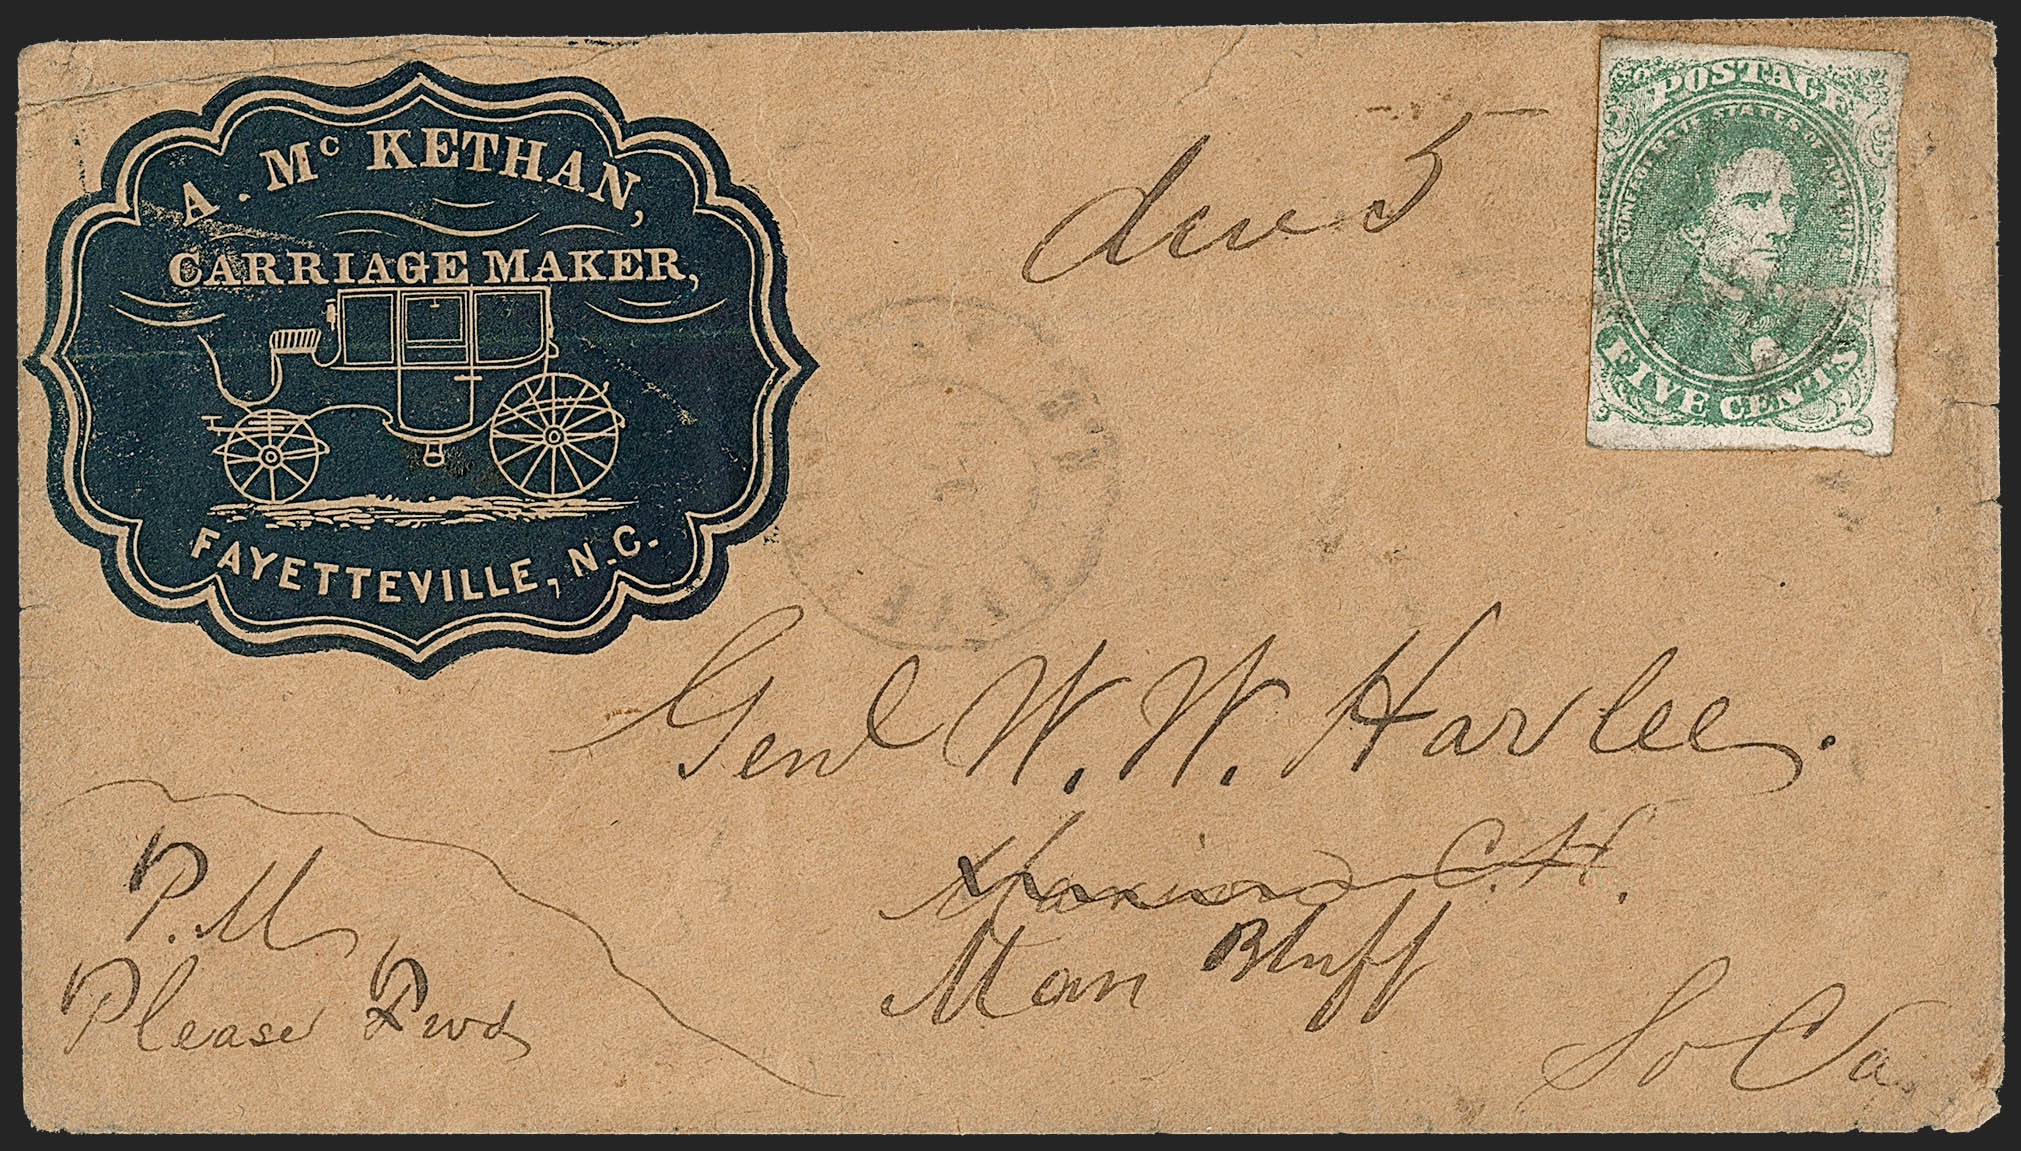 A. Mc KETHAN,
CARRIAGE MAKER,
FAYETTEVILLE, N.C.
due 5
POSTAGE
CONFEDERATE STATES OF AMERICA
FIVE CENTS
Genl W. W. Harlee.
Marion C. H.
Man Bluff
So Ca
P. M
Please Fwd